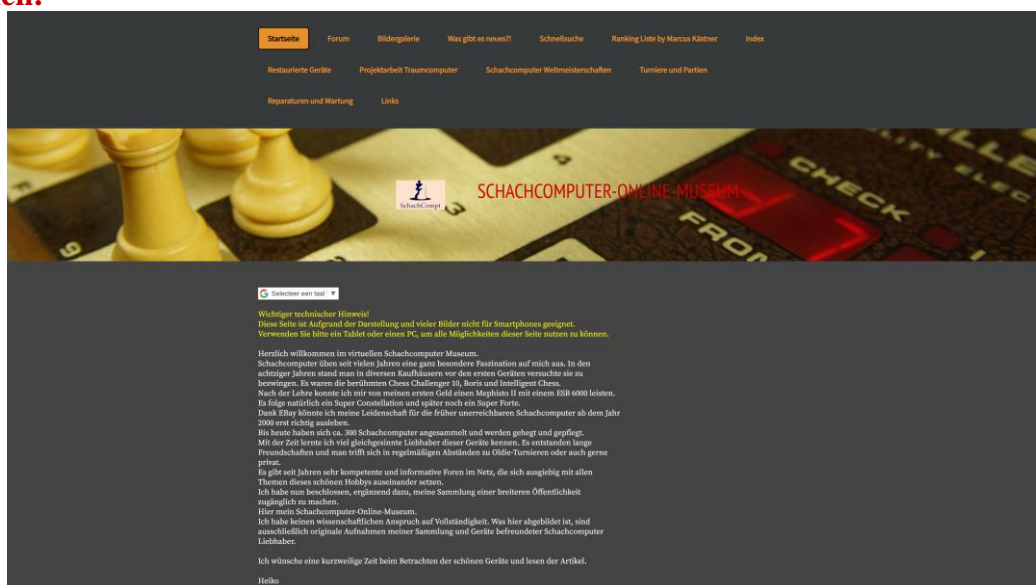 Startseite Forum Bildergalerie Was gibt es neues?! Schnellsuche Ranking Liste by Marcus Kästner Index
Restaurierte Geräte Projektarbeit Traumcomputer Schachcomputer Weltmeisterschaften Turniere und Partien
Reparaturen und Wartung Links
CHECK
FROM
SchachCompi
SCHACHCOMPUTER-ONLINE-MUSEUM
Selecteer een taal ▼
Wichtiger technischer Hinweis!
Diese Seite ist Aufgrund der Darstellung und vieler Bilder nicht für Smartphones geeignet.
Verwenden Sie bitte ein Tablet oder einen PC, um alle Möglichkeiten dieser Seite nutzen zu können.
Herzlich willkommen im virtuellen Schachcomputer Museum.
Schachcomputer üben seit vielen Jahren eine ganz besondere Faszination auf mich aus. In den
achtziger Jahren stand man in diversen Kaufhäusern vor den ersten Geräten versuchte sie zu
bezwingen. Es waren die berühmten Chess Challenger 10, Boris und Intelligent Chess.
Nach der Lehre konnte ich mir von meinen ersten Geld einen Mephisto II mit einem ESB 6000 leisten.
Es folge natürlich ein Super Constellation und später noch ein Super Forte.
Dank EBay könnte ich meine Leidenschaft für die früher unerreichbaren Schachcomputer ab dem Jahr
2000 erst richtig ausleben.
Bis heute haben sich ca. 300 Schachcomputer angesammelt und werden gehegt und gepflegt.
Mit der Zeit lernte ich viel gleichgesinnte Liebhaber dieser Geräte kennen. Es entstanden lange
Freundschaften und man trifft sich in regelmäßigen Abständen zu Oldie-Turnieren oder auch gerne
privat.
Es gibt seit Jahren sehr kompetente und informative Foren im Netz, die sich ausgiebig mit allen
Themen dieses schönen Hobbys auseinander setzen.
Ich habe nun beschlossen, ergänzend dazu, meine Sammlung einer breiteren Öffentlichkeit
zugänglich zu machen.
Hier mein Schachcomputer-Online-Museum.
Ich habe keinen wissenschaftlichen Anspruch auf Vollständigkeit. Was hier abgebildet ist, sind
ausschließlich originale Aufnahmen meiner Sammlung und Geräte befreundeter Schachcomputer
Liebhaber.
Ich wünsche eine kurzweilige Zeit beim Betrachten der schönen Geräte und lesen der Artikel.
Heiko